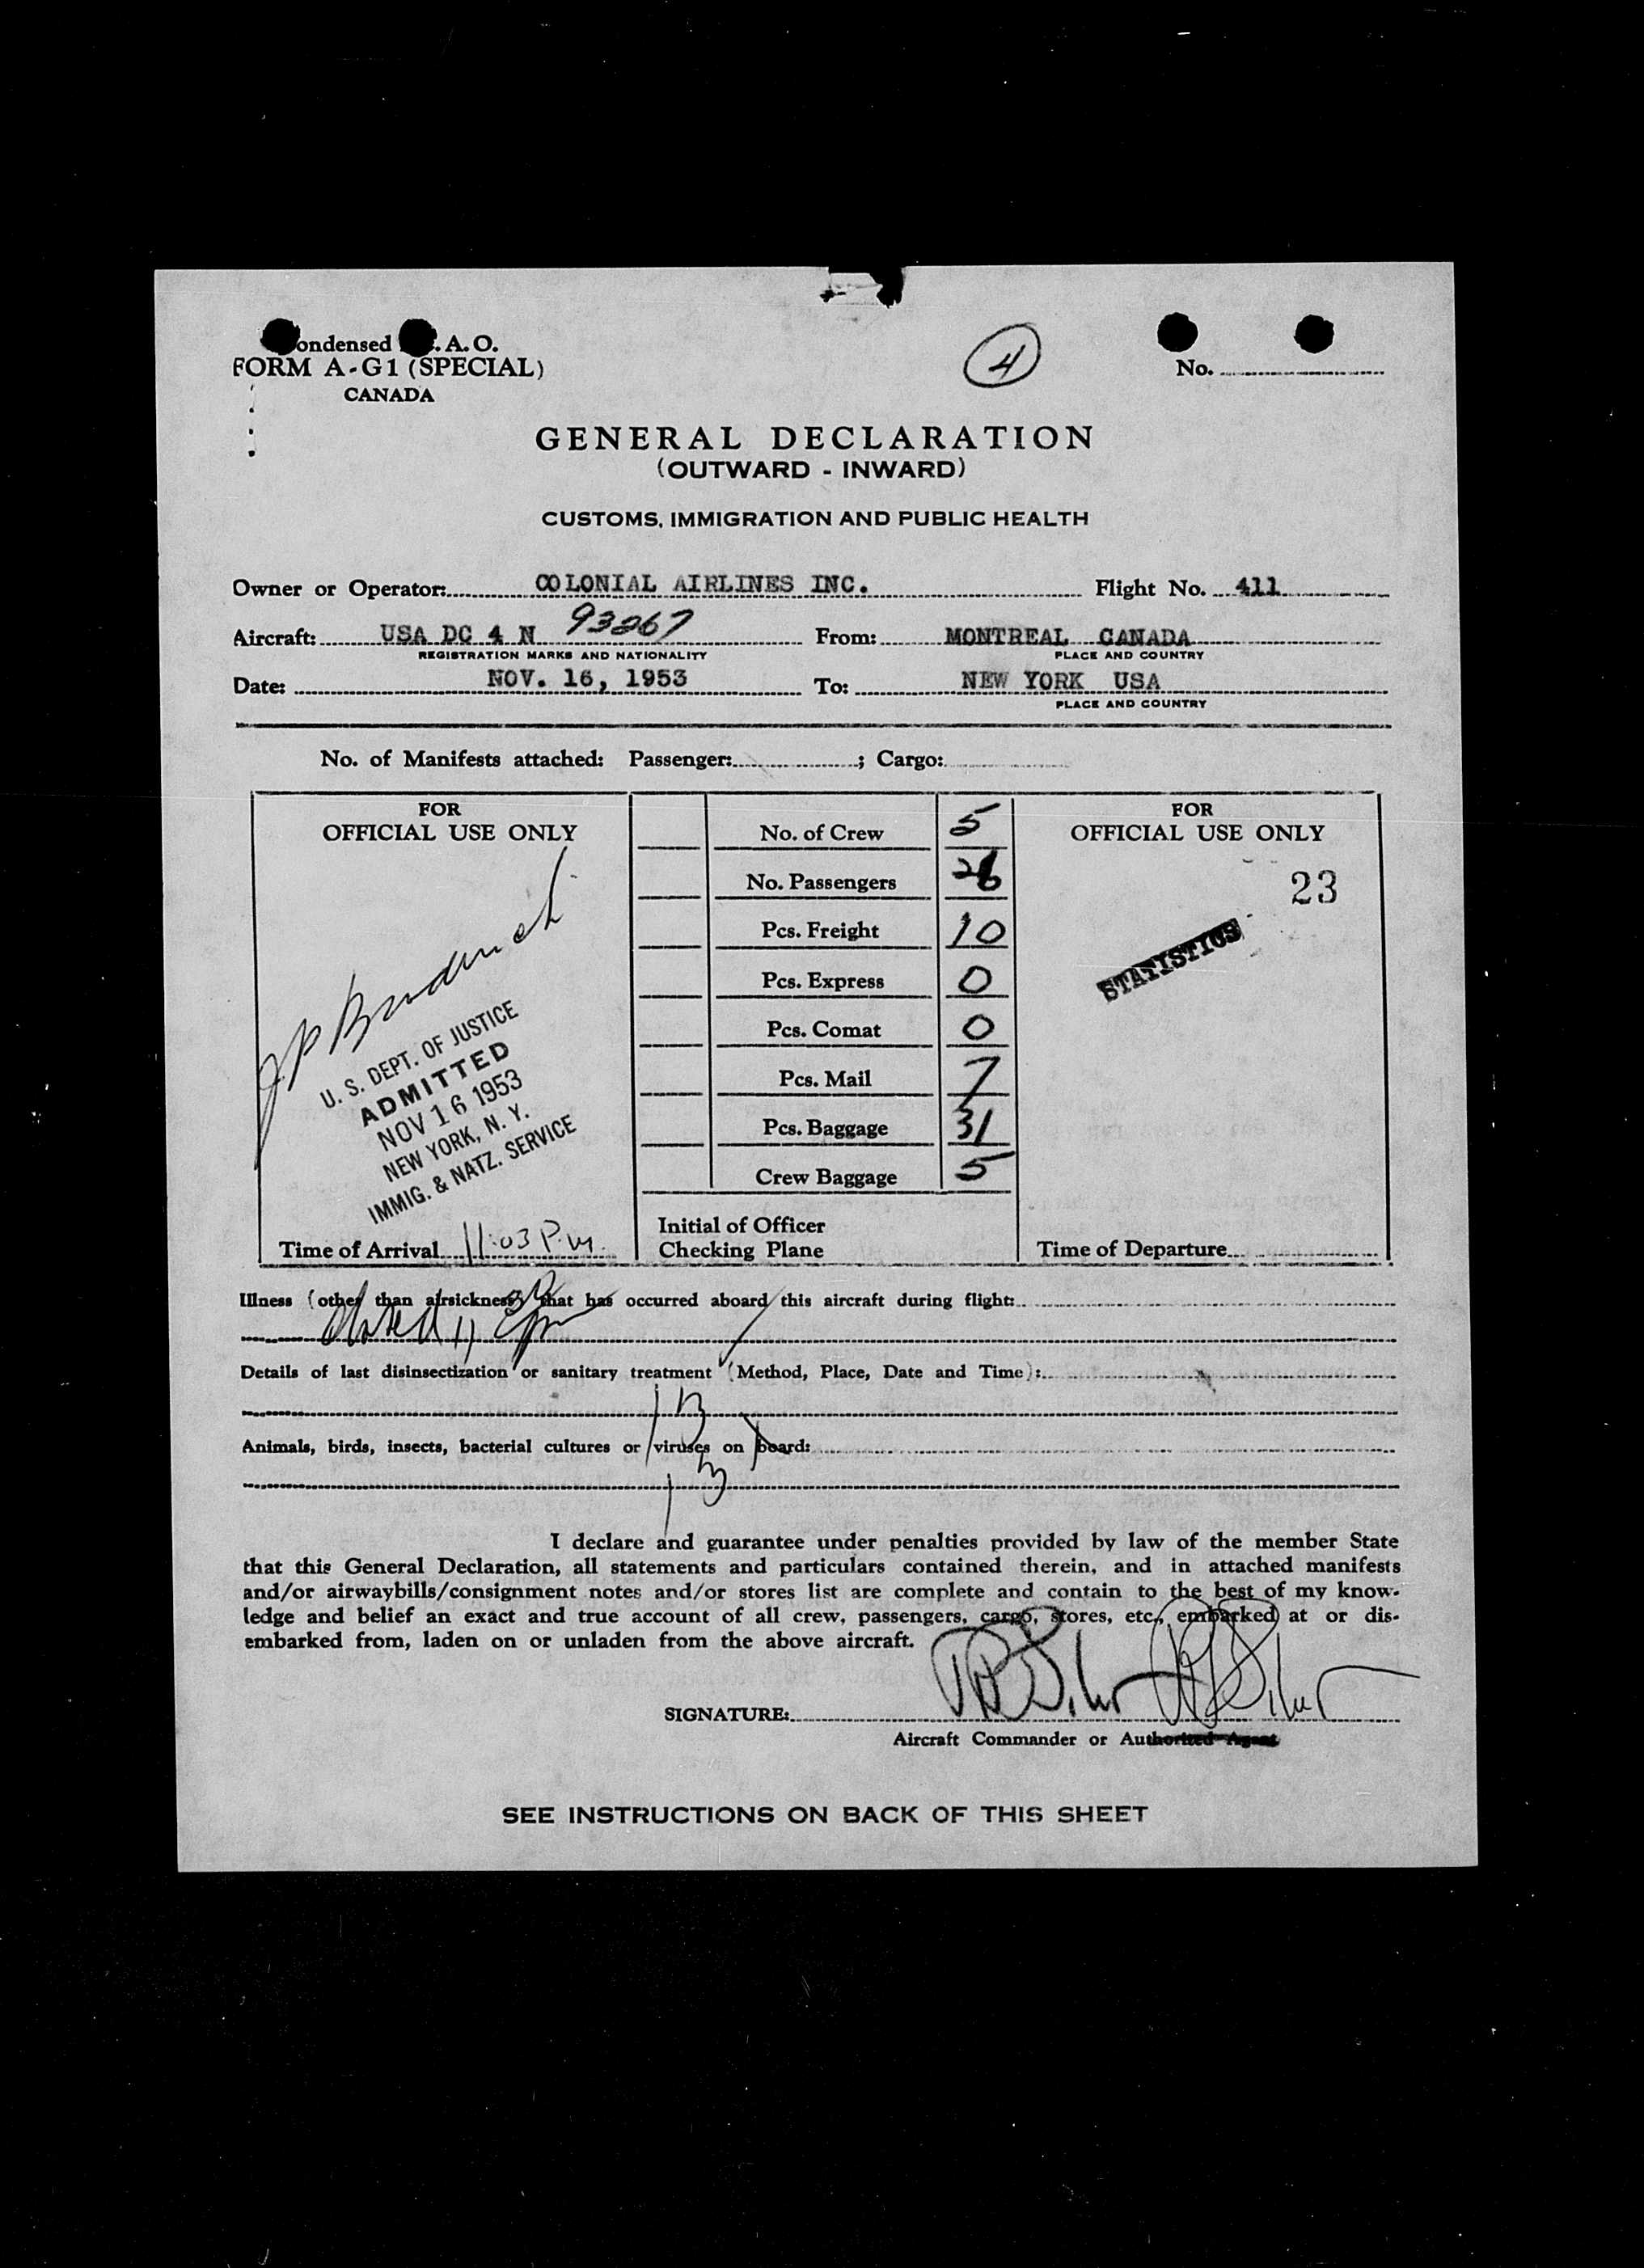 ondensed . A. O.
FORM A-G1 (SPECIAL)
CANADA
4
No.
GENERAL DECLARATION
(OUTWARD - INWARD)
CUSTOMS, IMMIGRATION AND PUBLIC HEALTH
Owner or Operator: COLONIAL AIRLINES INC. Flight No. 411
Aircraft: USA DC 4 N 93267 From: MONTREAL CANADA
REGISTRATION MARKS AND NATIONALITY PLACE AND COUNTRY
Date: NOV. 16, 1953 To: NEW YORK USA
PLACE AND COUNTRY
No. of Manifests attached: Passenger: ; Cargo:
FOR
OFFICIAL USE ONLY
U. S. DEPT. OF JUSTICE
ADMITTED
NOV 16 1953
NEW YORK, N. Y.
IMMIG. & NATZ. SERVICE
Time of Arrival 11:03 P.M.
No. of Crew 5
No. Passengers
Pcs. Freight 10
Pcs. Express 0
Pcs. Comat 0
Pcs. Mail 7
Pcs. Baggage 31
Crew Baggage 5
Initial of Officer
Checking Plane
FOR
OFFICIAL USE ONLY
23
STATISTICS
Time of Departure
Illness (other than airsickness) that has occurred aboard this aircraft during flight:
Details of last disinsectization or sanitary treatment (Method, Place, Date and Time):
Animals, birds, insects, bacterial cultures or viruses on board:
I declare and guarantee under penalties provided by law of the member State
that this General Declaration, all statements and particulars contained therein, and in attached manifests
and/or airwaybills/consignment notes and/or stores list are complete and contain to the best of my know-
ledge and belief an exact and true account of all crew, passengers, cargo, stores, etc., embarked at or dis-
embarked from, laden on or unladen from the above aircraft.
SIGNATURE:
Aircraft Commander or Authorized Agent
SEE INSTRUCTIONS ON BACK OF THIS SHEET